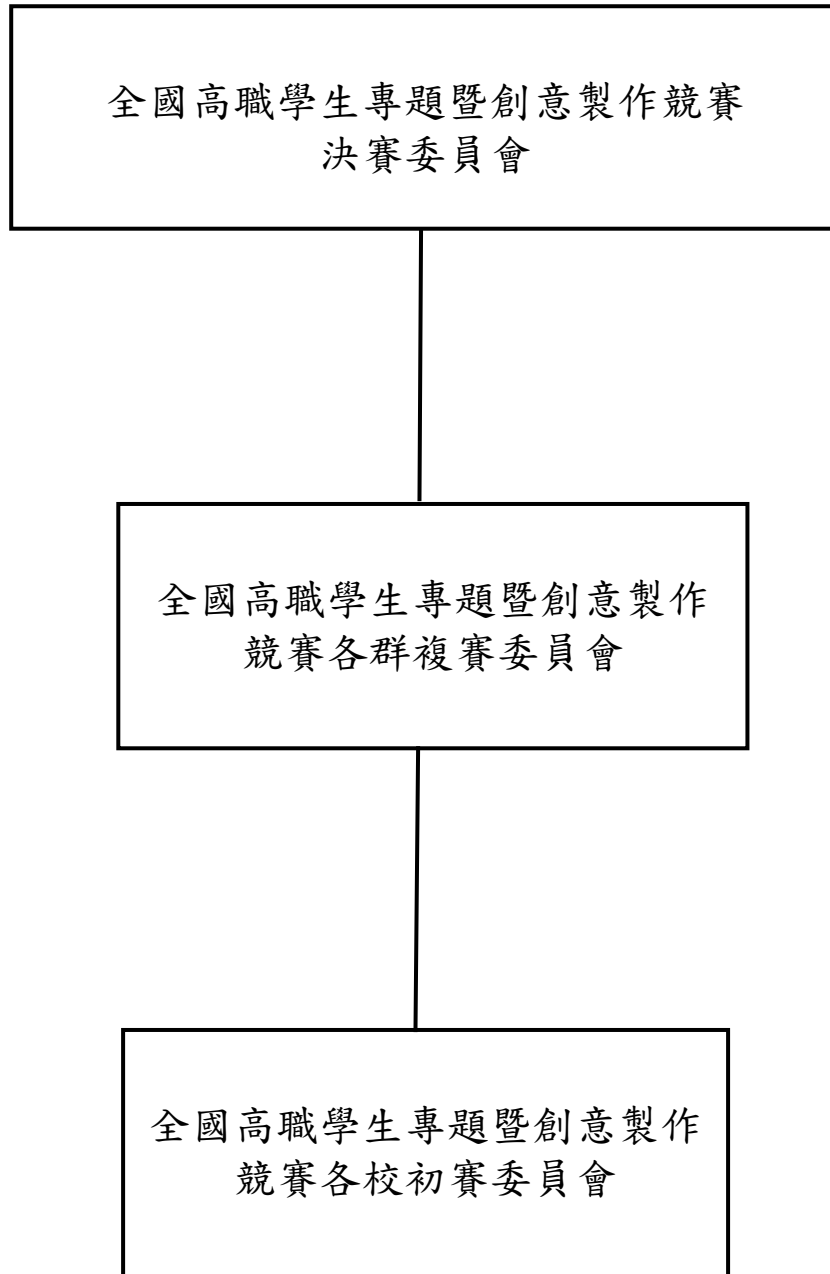 全國高職學生專題暨創意製作競賽
決賽委員會
全國高職學生專題暨創意製作
競賽各群複賽委員會
全國高職學生專題暨創意製作
競賽各校初賽委員會